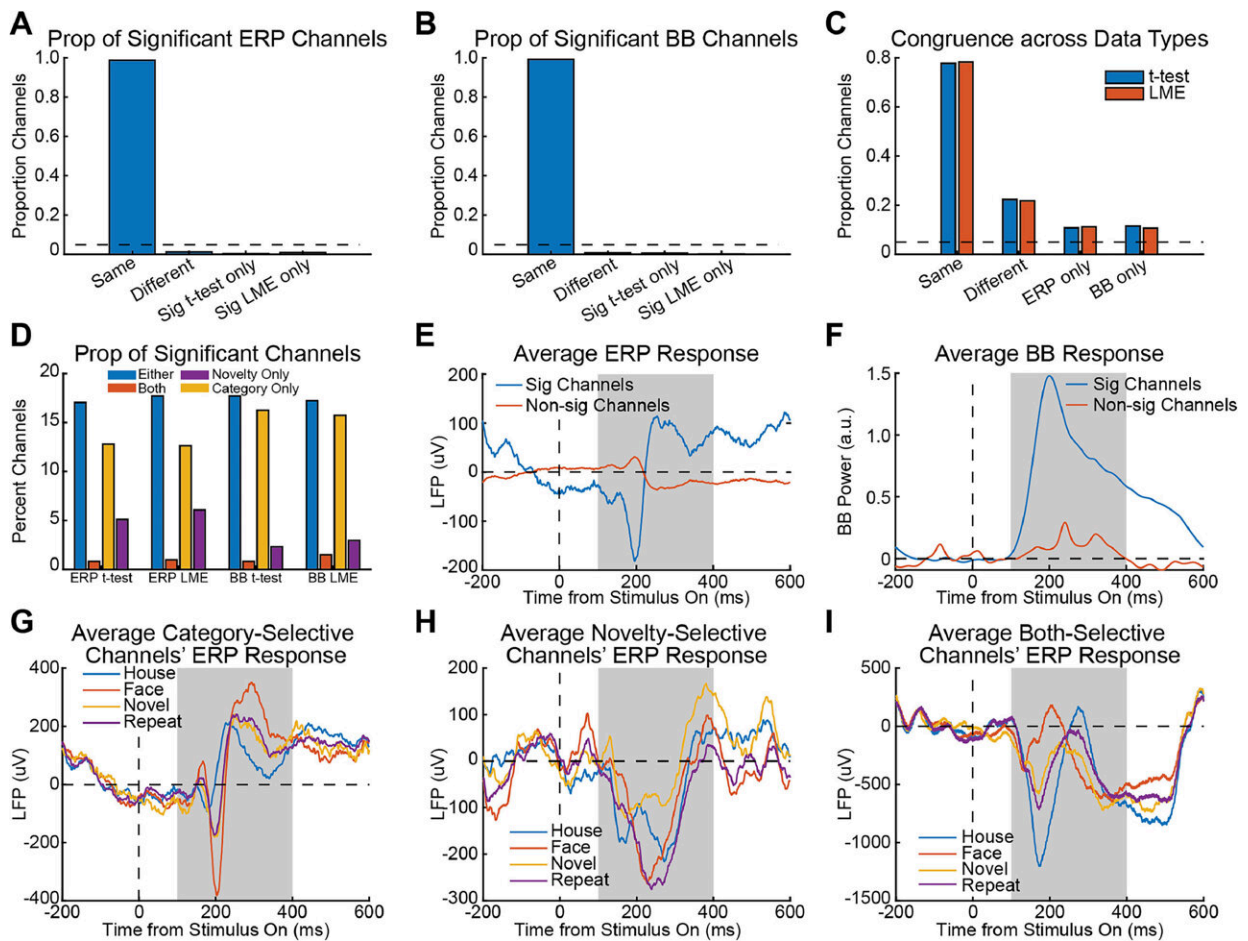 A
Prop of Significant ERP Channels
Proportion Channels
1.0
0.8
0.6
0.4
0.2
0
Same
Different
Sig t-test only
Sig LME only
B
Prop of Significant BB Channels
Proportion Channels
1.0
0.8
0.6
0.4
0.2
0
Same
Different
Sig t-test only
Sig LME only
C
Congruence across Data Types
Proportion Channels
0.8
0.6
0.4
0.2
0
t-test
LME
Same
Different
ERP only
BB only
D
Prop of Significant Channels
Percent Channels
20
15
10
5
0
Either
Both
Novelty Only
Category Only
ERP t-test
ERP LME
BB t-test
BB LME
E
Average ERP Response
LFP (uV)
200
100
0
-100
-200
Sig Channels
Non-sig Channels
-200
0
200
400
600
Time from Stimulus On (ms)
F
Average BB Response
BB Power (a.u.)
1.5
1.0
0.5
0
Sig Channels
Non-sig Channels
-200
0
200
400
600
Time from Stimulus On (ms)
G
Average Category-Selective
Channels' ERP Response
LFP (uV)
400
200
0
-200
-400
House
Face
Novel
Repeat
-200
0
200
400
600
Time from Stimulus On (ms)
H
Average Novelty-Selective
Channels' ERP Response
LFP (uV)
200
100
0
-100
-200
-300
House
Face
Novel
Repeat
-200
0
200
400
600
Time from Stimulus On (ms)
I
Average Both-Selective
Channels' ERP Response
LFP (uV)
500
0
-500
-1000
-1500
House
Face
Novel
Repeat
-200
0
200
400
600
Time from Stimulus On (ms)